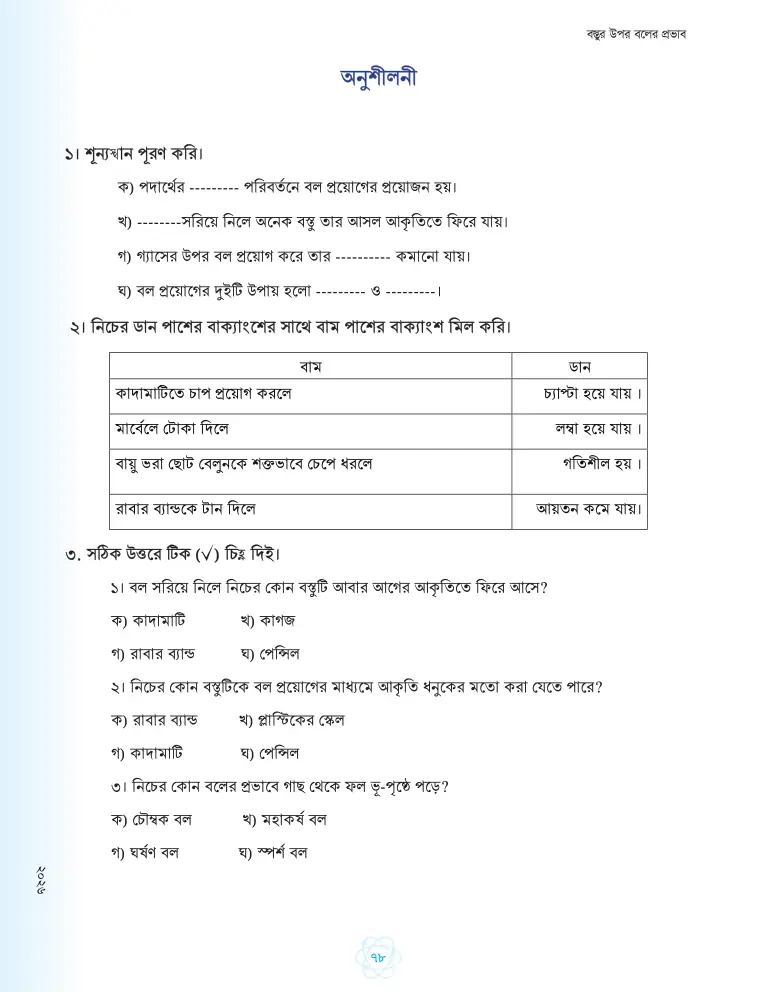 বস্তুর উপর বলের প্রভাব
অনুশীলনী
১। শূন্যস্থান পূরণ করি।
ক) পদার্থের --------- পরিবর্তনে বল প্রয়োগের প্রয়োজন হয়।
খ) --------সরিয়ে নিলে অনেক বস্তু তার আসল আকৃতিতে ফিরে যায়।
গ) গ্যাসের উপর বল প্রয়োগ করে তার ---------- কমানো যায়।
ঘ) বল প্রয়োগের দুইটি উপায় হলো --------- ও ---------।
২। নিচের ডান পাশের বাক্যাংশের সাথে বাম পাশের বাক্যাংশ মিল করি।
বাম ডান
কাদামাটিতে চাপ প্রয়োগ করলে চ্যাপ্টা হয়ে যায় ।
মার্বেলে টোকা দিলে লম্বা হয়ে যায় ।
বায়ু ভরা ছোট বেলুনকে শক্তভাবে চেপে ধরলে গতিশীল হয় ।
রাবার ব্যান্ডকে টান দিলে আয়তন কমে যায়।
৩. সঠিক উত্তরে টিক (√) চিহ্ন দিই।
১। বল সরিয়ে নিলে নিচের কোন বস্তুটি আবার আগের আকৃতিতে ফিরে আসে?
ক) কাদামাটি খ) কাগজ
গ) রাবার ব্যান্ড ঘ) পেন্সিল
২। নিচের কোন বস্তুটিকে বল প্রয়োগের মাধ্যমে আকৃতি ধনুকের মতো করা যেতে পারে?
ক) রাবার ব্যান্ড খ) প্লাস্টিকের স্কেল
গ) কাদামাটি ঘ) পেন্সিল
৩। নিচের কোন বলের প্রভাবে গাছ থেকে ফল ভূ-পৃষ্ঠে পড়ে?
ক) চৌম্বক বল খ) মহাকর্ষ বল
গ) ঘর্ষণ বল ঘ) স্পর্শ বল
২০২৫
৭৮